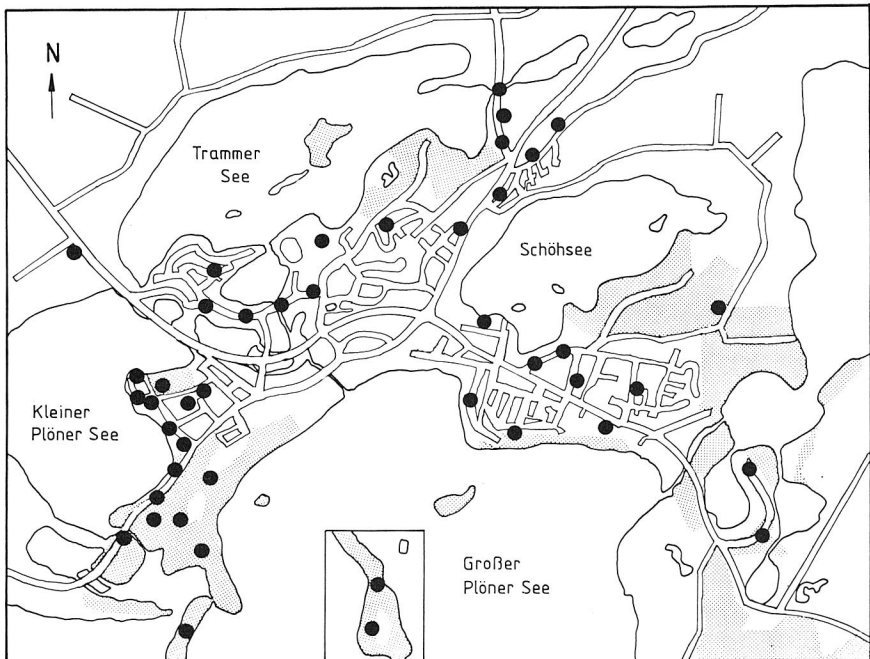 N
Trammer
See
Schöhsee
Kleiner
Plöner See
Großer
Plöner See